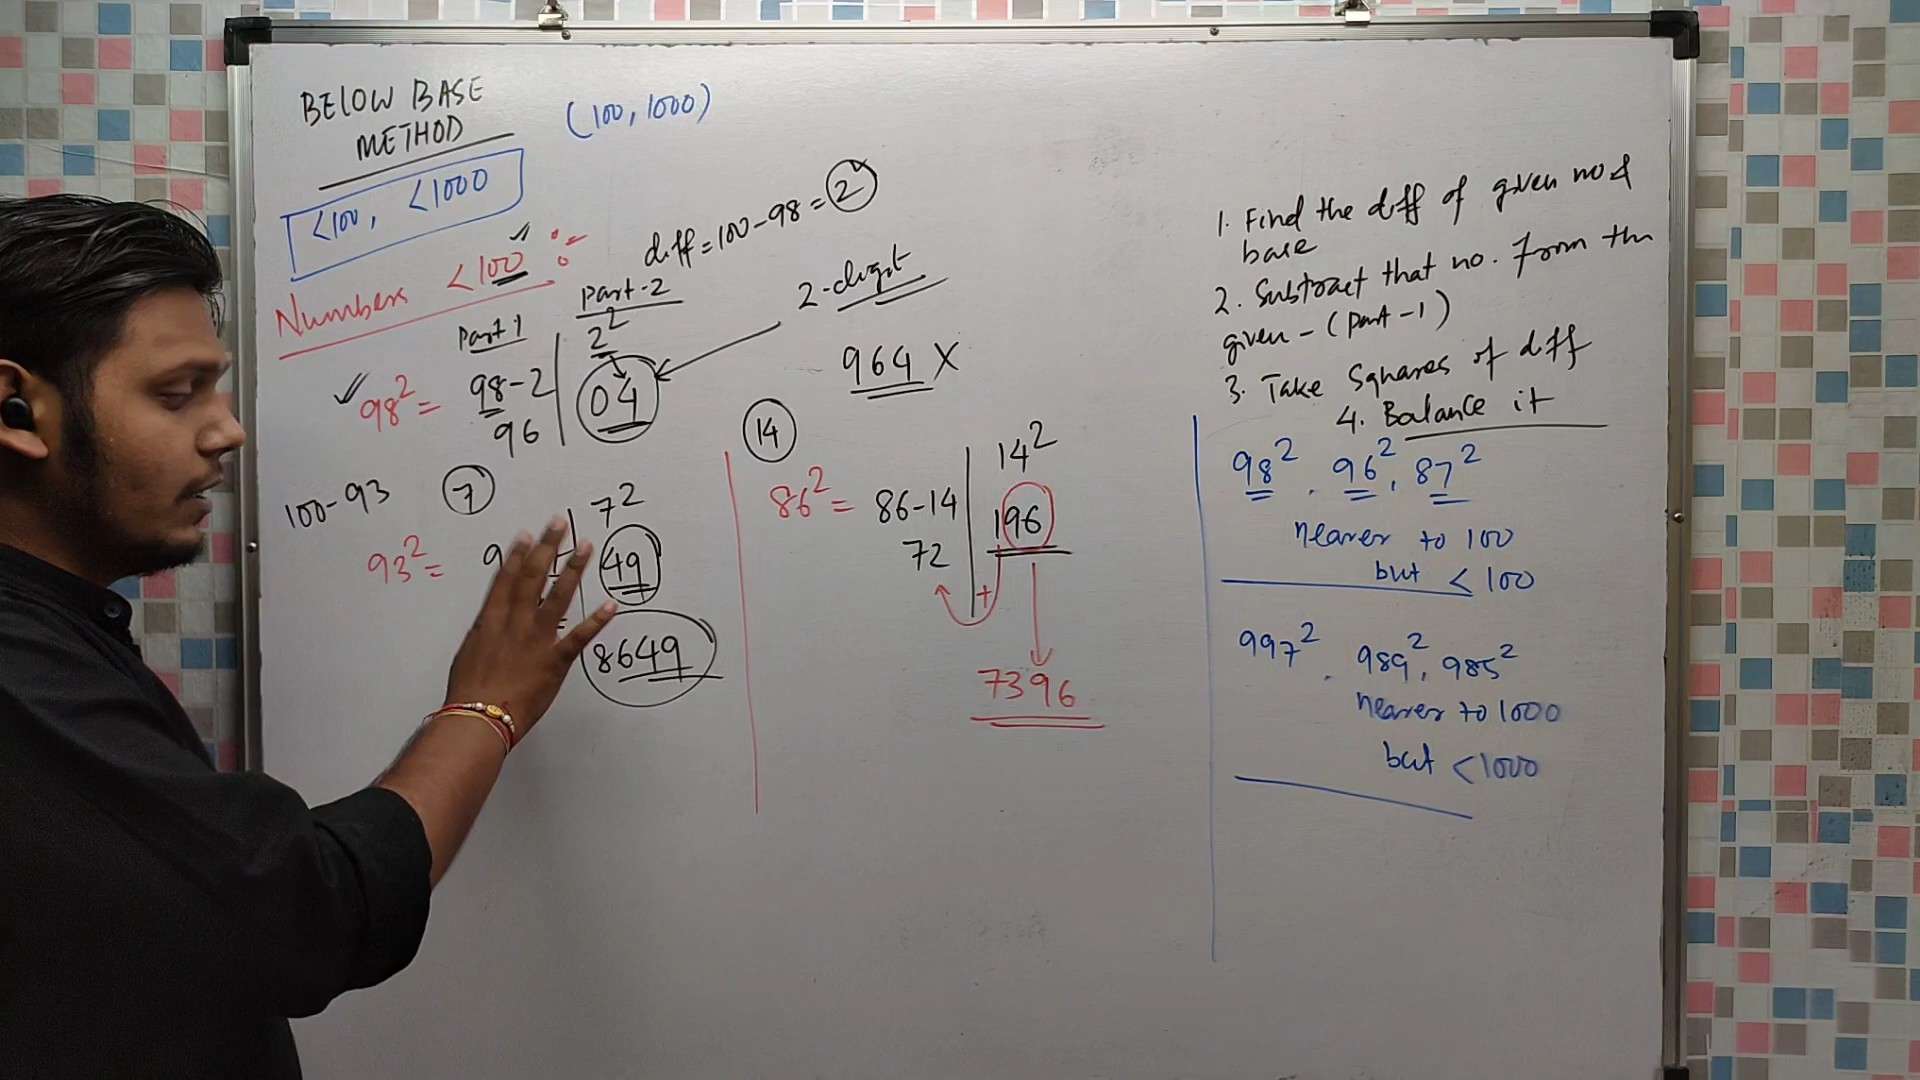 BELOW BASE
METHOD
(100, 1000)
<100, <1000
Numbers <100 :-
diff = 100-98 = 2
Part-1
Part-2
2²
2-digit
98² = 98-2
04
96
964 X
100-93
7
7²
93² = 9
49
8649
14
14²
86² = 86-14
196
72
+
7396
1. Find the diff of given no &
base
2. Substract that no. from the
given - (part-1)
3. Take Squares of diff
4. Balance it
98², 96², 87²
nearer to 100
but < 100
997², 989², 985²
nearer to 1000
but < 1000